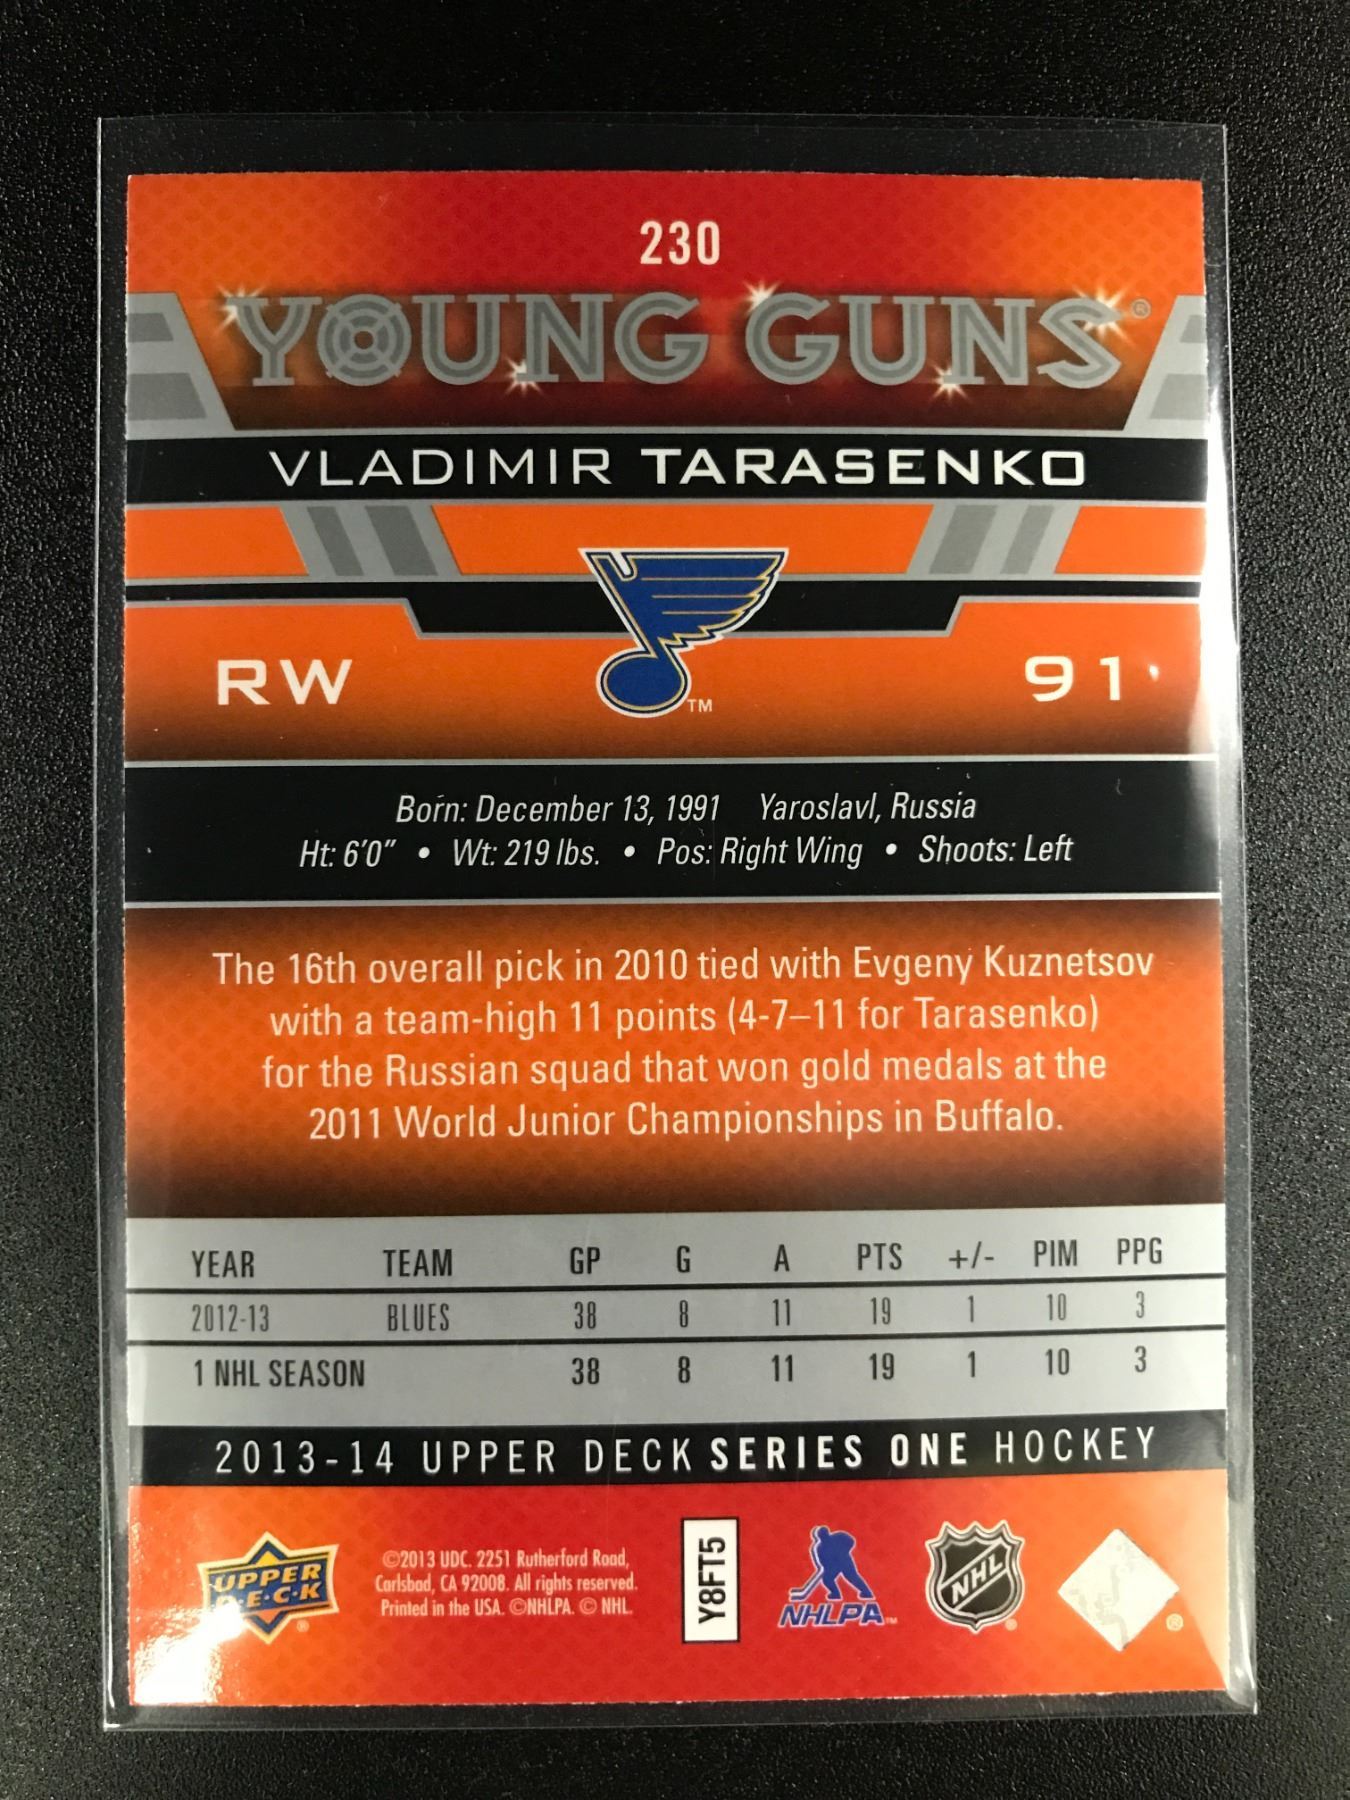 230
YOUNG GUNS®
VLADIMIR TARASENKO
RW 91
TM
Born: December 13, 1991 Yaroslavl, Russia
Ht: 6'0" • Wt: 219 lbs. • Pos: Right Wing • Shoots: Left
The 16th overall pick in 2010 tied with Evgeny Kuznetsov
with a team-high 11 points (4-7–11 for Tarasenko)
for the Russian squad that won gold medals at the
2011 World Junior Championships in Buffalo.
YEAR TEAM GP G A PTS +/- PIM PPG
2012-13 BLUES 38 8 11 19 1 10 3
1 NHL SEASON 38 8 11 19 1 10 3
2013-14 UPPER DECK SERIES ONE HOCKEY
UPPER
D·E·C·K
®
©2013 UDC. 2251 Rutherford Road,
Carlsbad, CA 92008. All rights reserved.
Printed in the USA. ©NHLPA. © NHL.
Y8FT5
NHLPA™
NHL
®
®